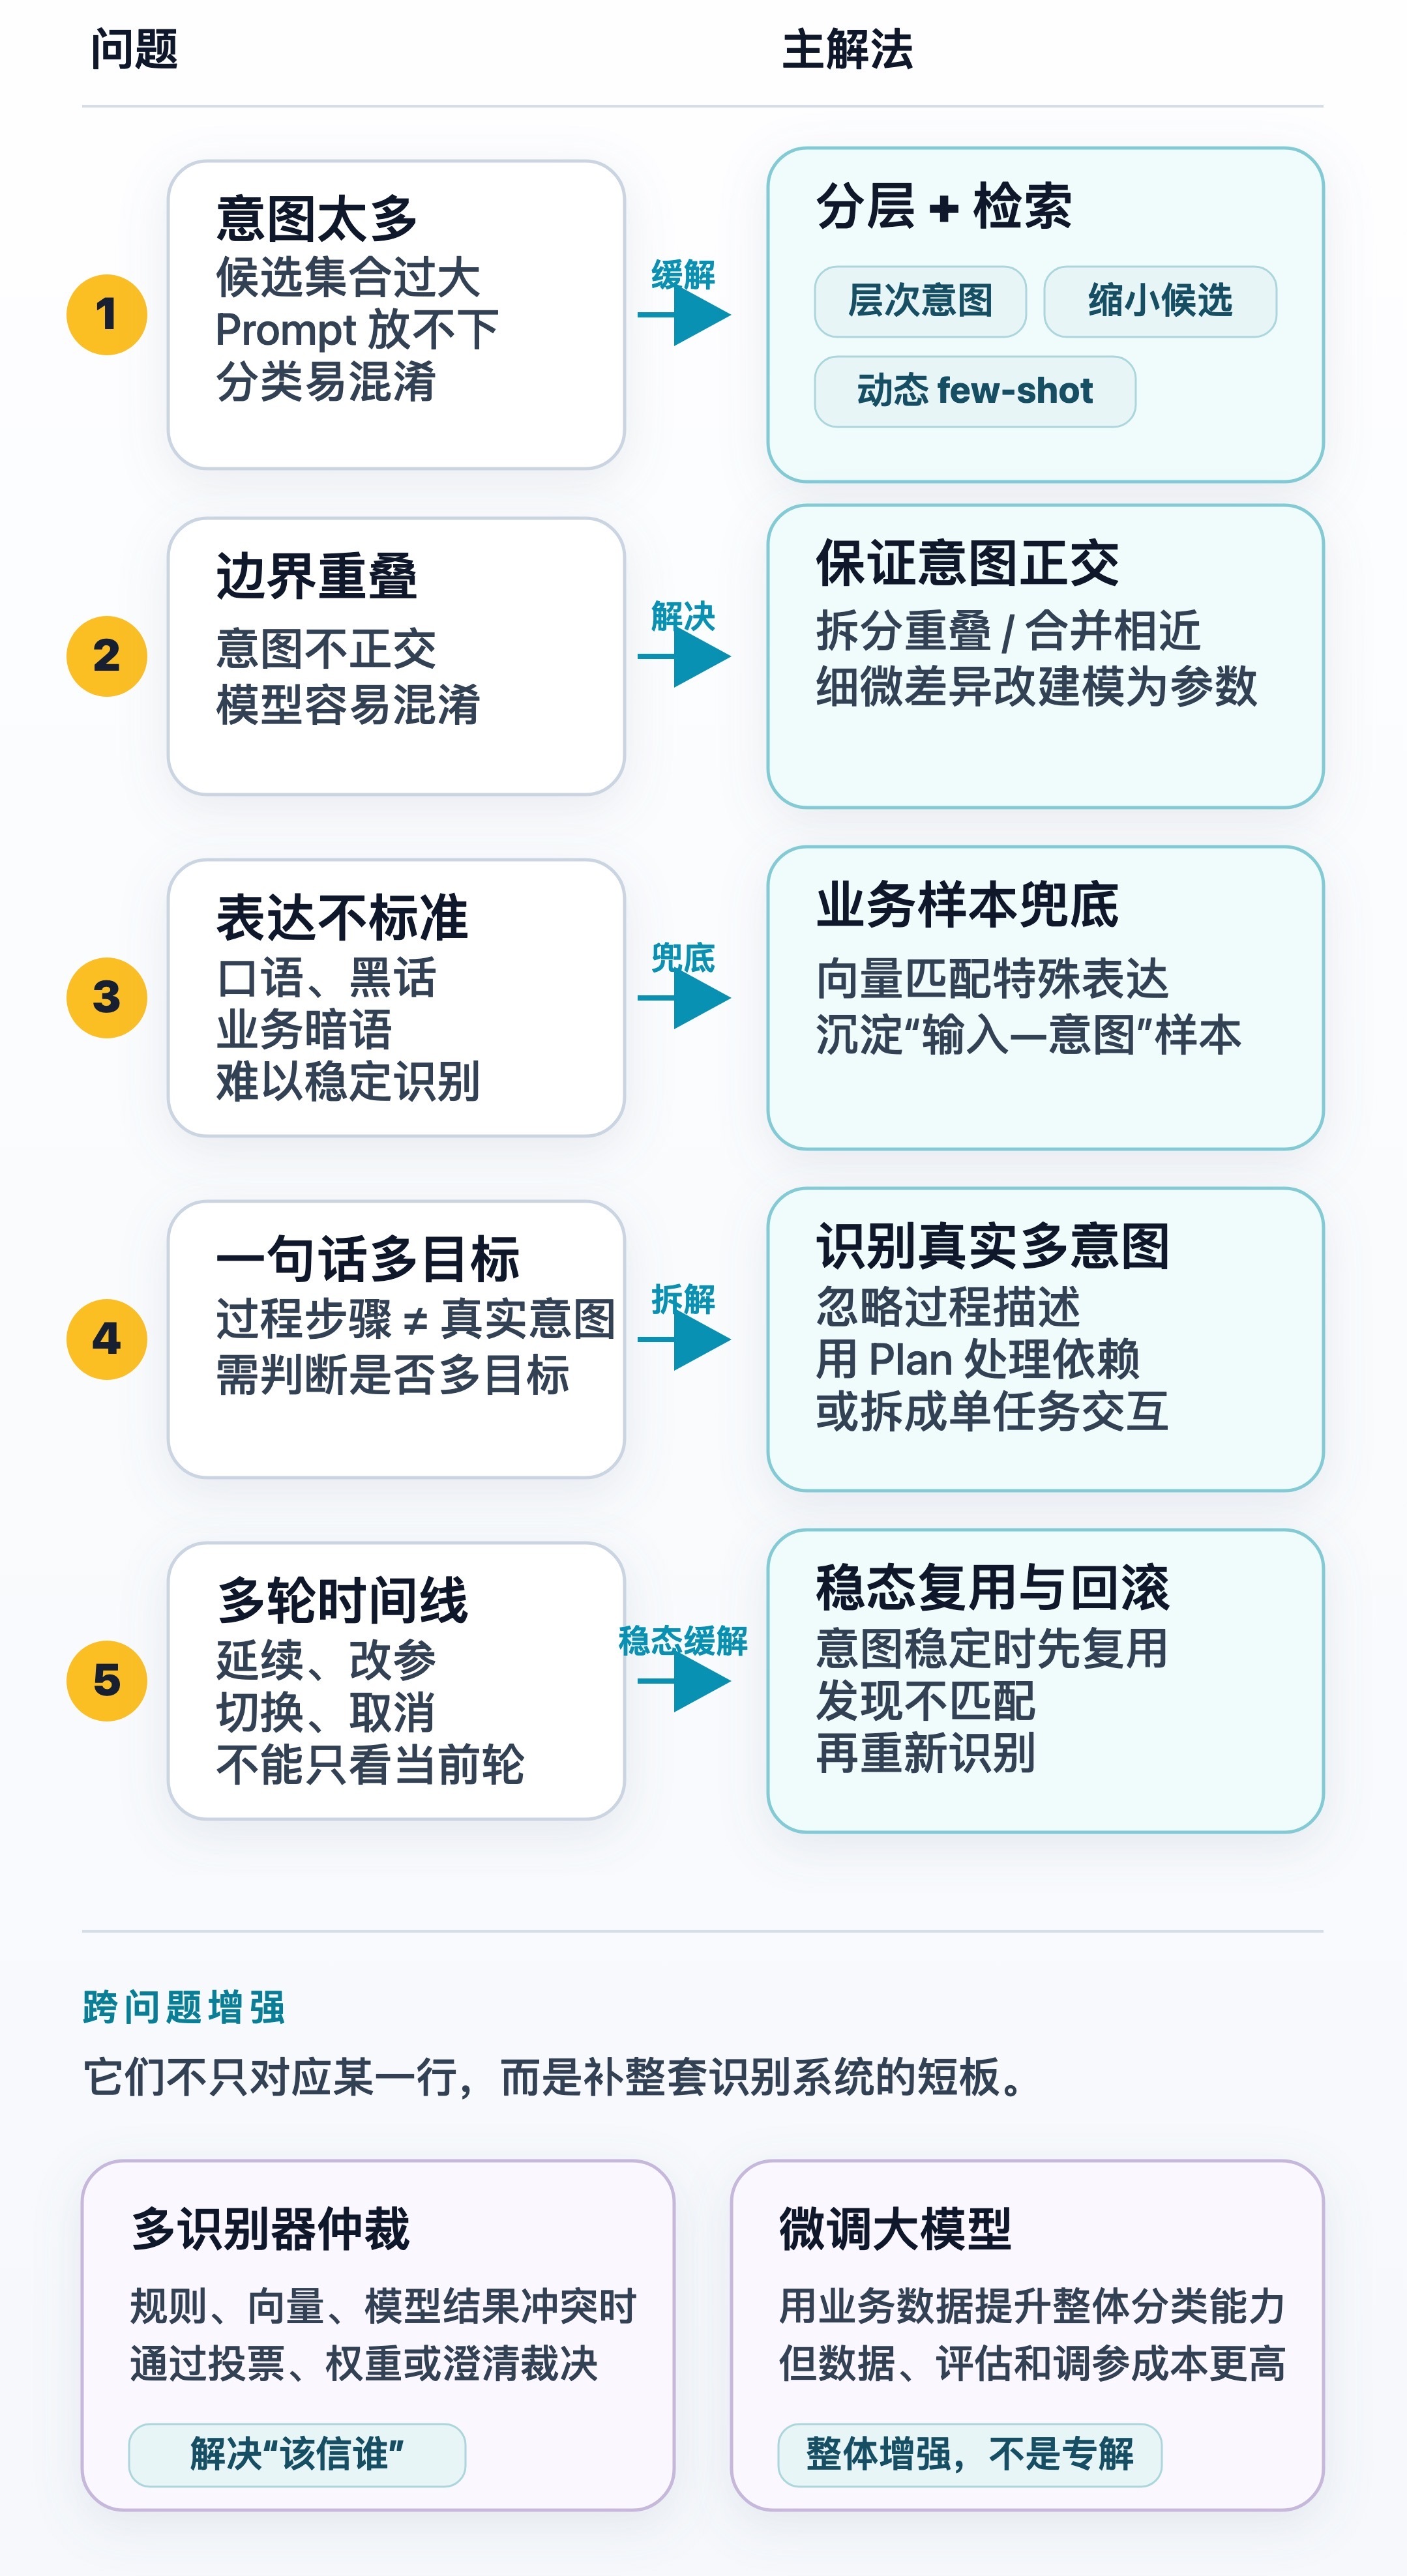 问题
主解法
1
意图太多
候选集合过大
Prompt 放不下
分类易混淆
缓解
分层 + 检索
层次意图
缩小候选
动态 few-shot
2
边界重叠
意图不正交
模型容易混淆
解决
保证意图正交
拆分重叠 / 合并相近
细微差异改建模为参数
3
表达不标准
口语、黑话
业务暗语
难以稳定识别
兜底
业务样本兜底
向量匹配特殊表达
沉淀“输入—意图”样本
4
一句话多目标
过程步骤 ≠ 真实意图
需判断是否多目标
拆解
识别真实多意图
忽略过程描述
用 Plan 处理依赖
或拆成单任务交互
5
多轮时间线
延续、改参
切换、取消
不能只看当前轮
稳态缓解
稳态复用与回滚
意图稳定时先复用
发现不匹配
再重新识别
跨问题增强
它们不只对应某一行，而是补整套识别系统的短板。
多识别器仲裁
规则、向量、模型结果冲突时
通过投票、权重或澄清裁决
解决“该信谁”
微调大模型
用业务数据提升整体分类能力
但数据、评估和调参成本更高
整体增强，不是专解